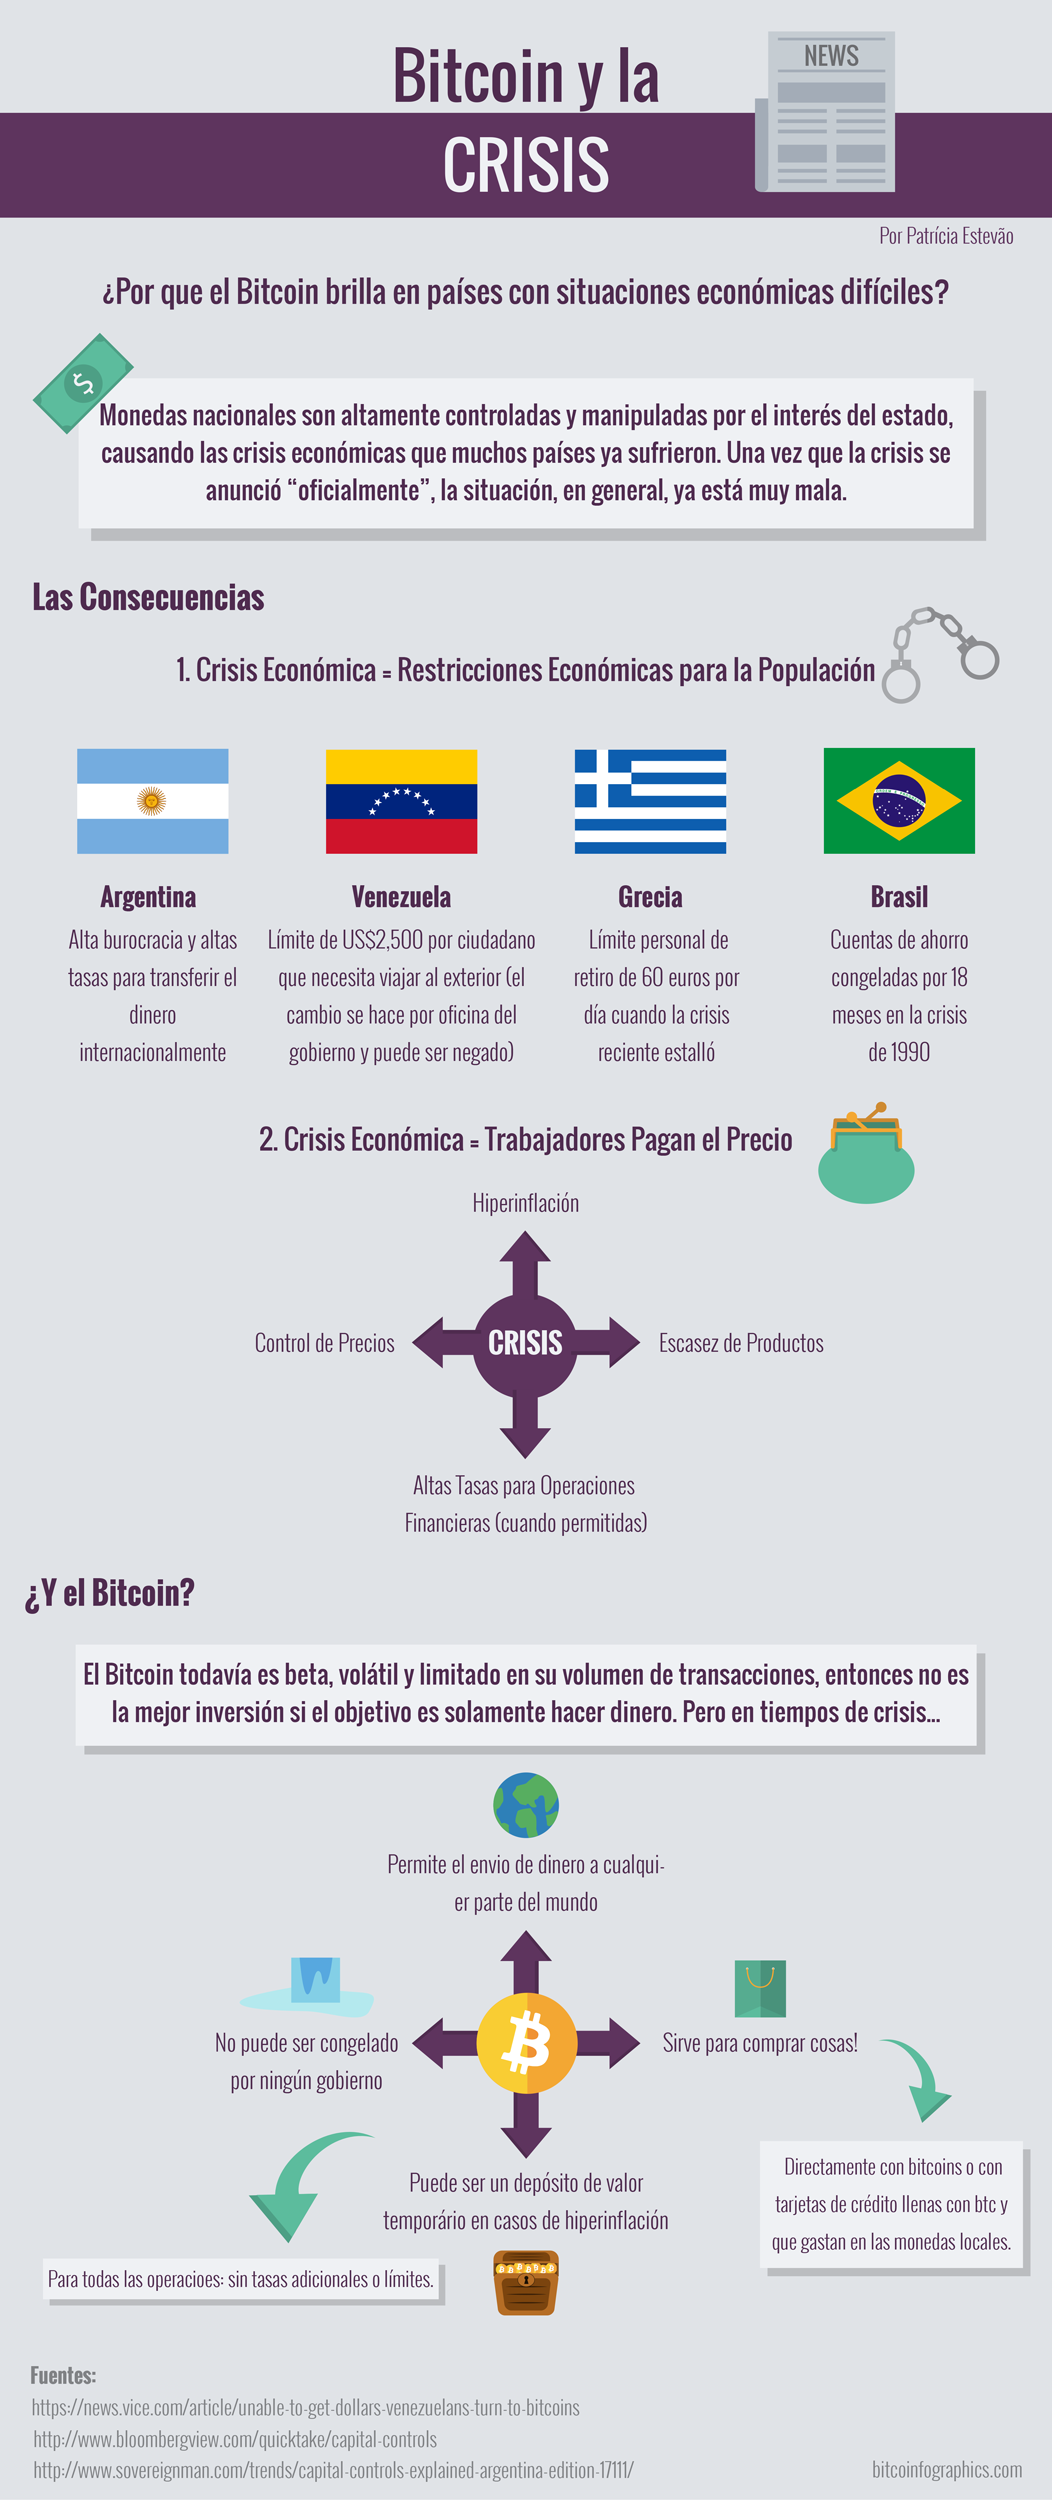 Bitcoin y la
NEWS
CRISIS
Por Patrícia Estevão
¿Por que el Bitcoin brilla en países con situaciones económicas difíciles?
$
Monedas nacionales son altamente controladas y manipuladas por el interés del estado,
causando las crisis económicas que muchos países ya sufrieron. Una vez que la crisis se
anunció “oficialmente”, la situación, en general, ya está muy mala.
Las Consecuencias
1. Crisis Económica = Restricciones Económicas para la Población
Argentina
Alta burocracia y altas
tasas para transferir el
dinero
internacionalmente
Venezuela
Límite de US$2,500 por ciudadano
que necesita viajar al exterior (el
cambio se hace por oficina del
gobierno y puede ser negado)
Grecia
Límite personal de
retiro de 60 euros por
día cuando la crisis
reciente estalló
Brasil
Cuentas de ahorro
congeladas por 18
meses en la crisis
de 1990
2. Crisis Económica = Trabajadores Pagan el Precio
Hiperinflación
Control de Precios
CRISIS
Escasez de Productos
Altas Tasas para Operaciones
Financieras (cuando permitidas)
¿Y el Bitcoin?
El Bitcoin todavía es beta, volátil y limitado en su volumen de transacciones, entonces no es
la mejor inversión si el objetivo es solamente hacer dinero. Pero en tiempos de crisis...
Permite el envio de dinero a cualqui-
er parte del mundo
No puede ser congelado
por ningún gobierno
Sirve para comprar cosas!
Puede ser un depósito de valor
temporário en casos de hiperinflación
Directamente con bitcoins o con
tarjetas de crédito llenas con btc y
que gastan en las monedas locales.
Para todas las operacioes: sin tasas adicionales o límites.
Fuentes:
https://news.vice.com/article/unable-to-get-dollars-venezuelans-turn-to-bitcoins
http://www.bloombergview.com/quicktake/capital-controls
http://www.sovereignman.com/trends/capital-controls-explained-argentina-edition-17111/
bitcoinfographics.com